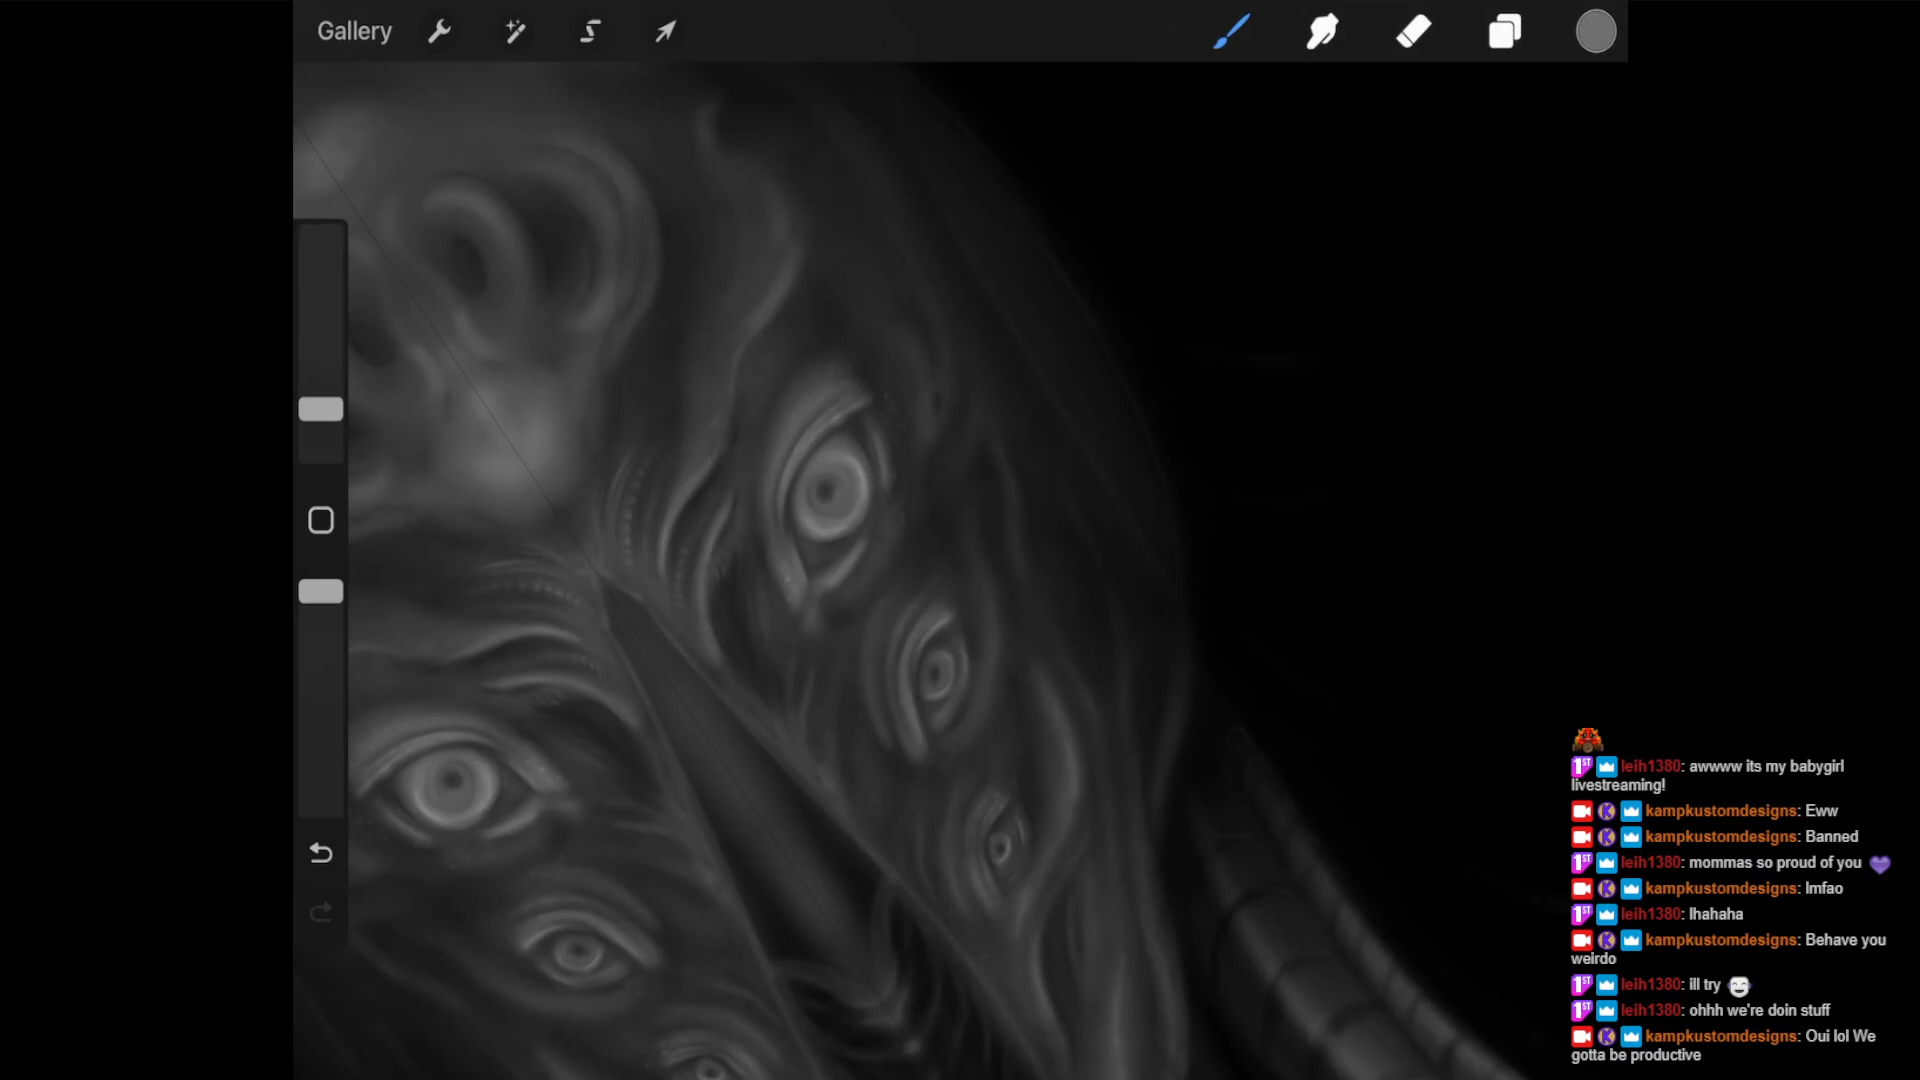 Gallery
leih1380: awwww its my babygirl
livestreaming!
kampkustomdesigns: Eww
kampkustomdesigns: Banned
leih1380: mommas so proud of you
kampkustomdesigns: lmfao
leih1380: lhahaha
kampkustomdesigns: Behave you
weirdo
leih1380: ill try
leih1380: ohhh we're doin stuff
kampkustomdesigns: Oui lol We
gotta be productive